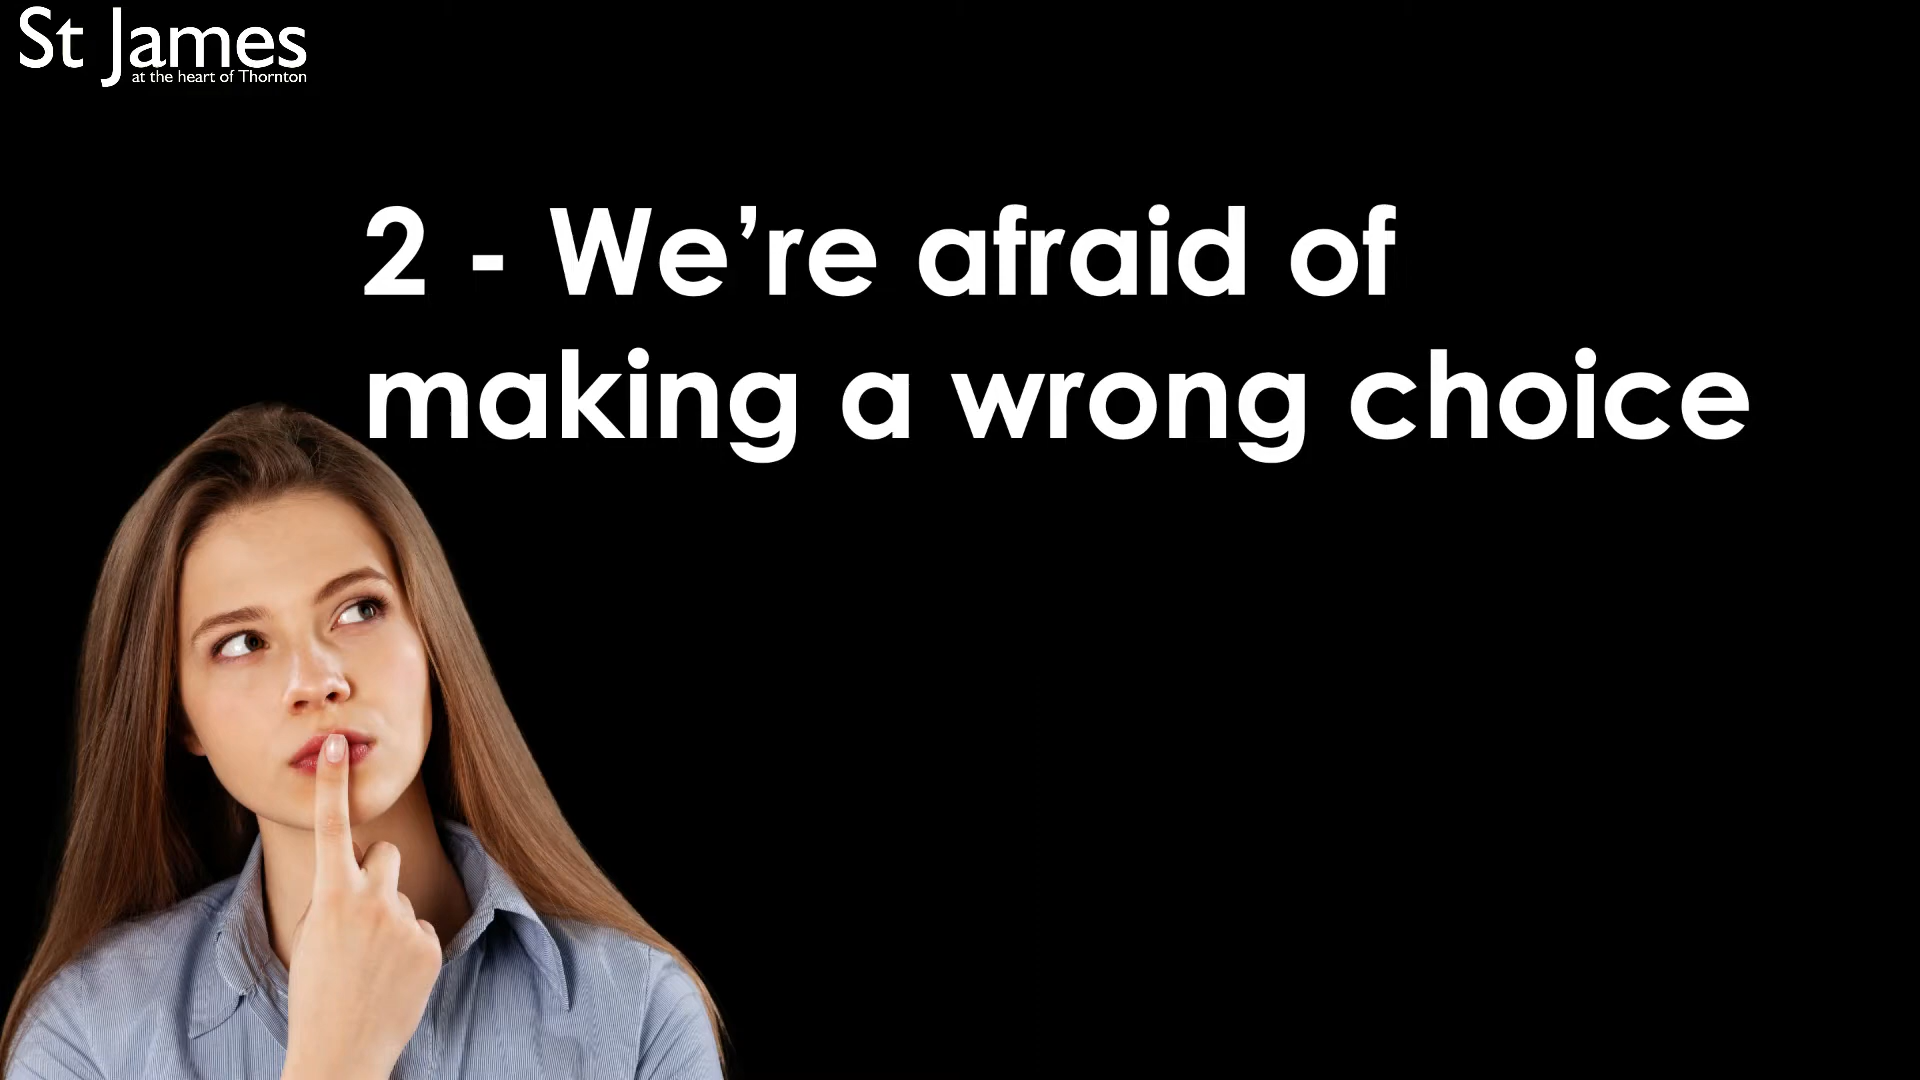 St James
at the heart of Thornton
2 - We’re afraid of
making a wrong choice